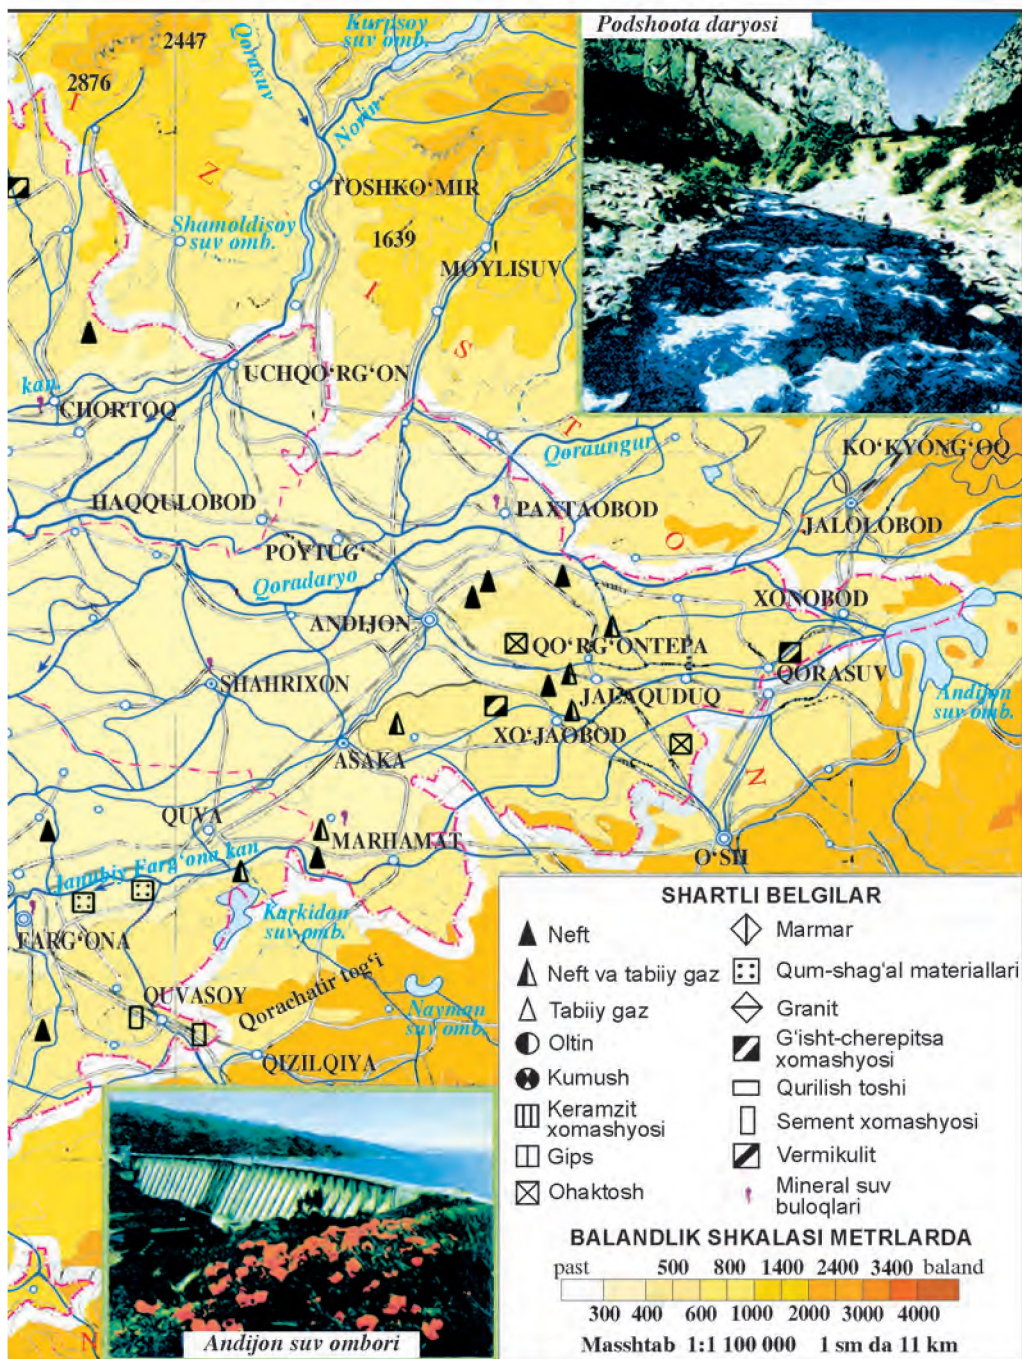 Podshoota daryosi
Kurpsoy
suv omb.
2447
2876
Qorasuv
Norin
TOSHKO‘MIR
Shamoldisoy
suv omb.
1639
MOYLISUV
I
Z
I
S
T
O
N
UCHQO‘RG‘ON
kan.
CHORTOQ
Qoraungur
KO‘KYONG‘OQ
HAQQULOBOD
PAXTAOBOD
JALOLOBOD
POYTUG‘
Qoradaryo
XONOBOD
ANDIJON
QO‘RG‘ONTEPA
QORASUV
SHAHRIXON
JALAQUDUQ
Andijon
suv omb.
XO‘JAOBOD
ASAKA
QUVA
MARHAMAT
O‘SH
Janubiy Farg‘ona kan
Karkidon
suv omb.
FARG‘ONA
QUVASOY
Qorachatir tog‘i
Nayman
suv omb.
QIZILQIYA
N
SHARTLI BELGILAR
Neft
Neft va tabiiy gaz
Tabiiy gaz
Oltin
Kumush
Keramzit
xomashyosi
Gips
Ohaktosh
Marmar
Qum-shag‘al materiallari
Granit
G‘isht-cherepitsa
xomashyosi
Qurilish toshi
Sement xomashyosi
Vermikulit
Mineral suv
buloqlari
BALANDLIK SHKALASI METRLARDA
past 500 800 1400 2400 3400 baland
300 400 600 1000 2000 3000 4000
Masshtab 1:1 100 000 1 sm da 11 km
Andijon suv ombori